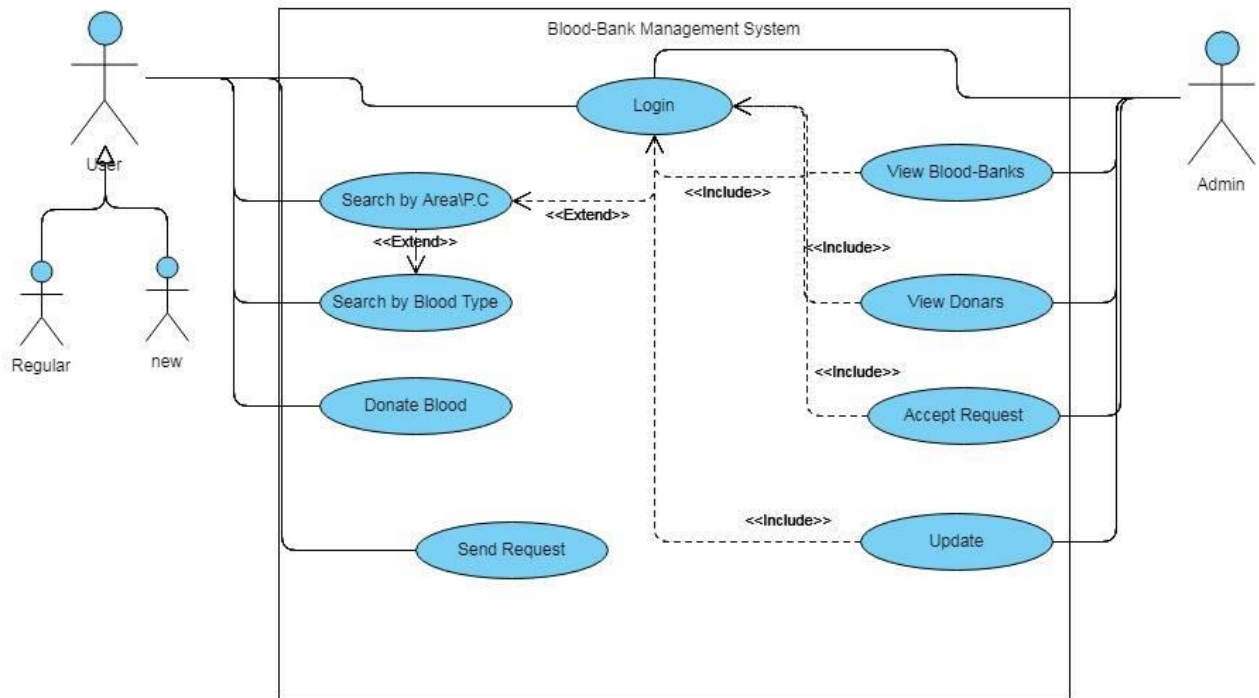 Blood-Bank Management System
Login
User
View Blood-Banks
Admin
Search by Area\P.C
<<Include>>
<<Extend>>
<<Extend>>
<<Include>>
Search by Blood Type
View Donars
Regular
new
<<Include>>
Donate Blood
Accept Request
<<Include>>
Send Request
Update